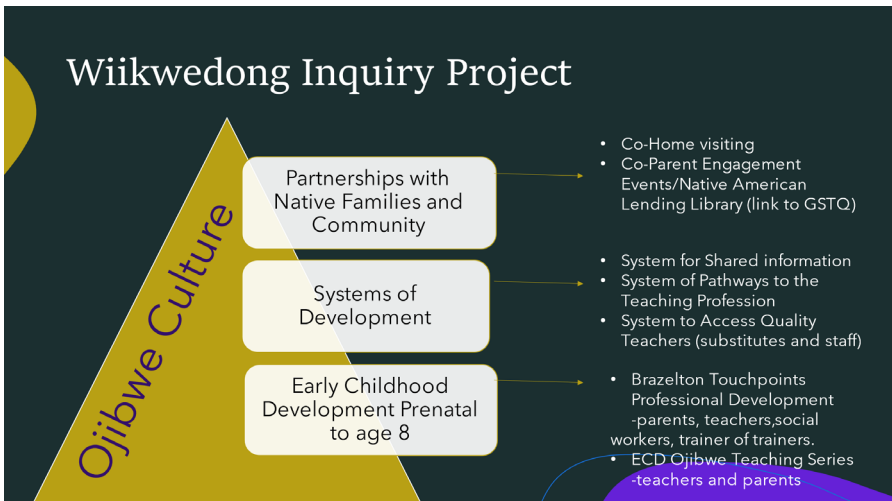 Wiikwedong Inquiry Project
Ojibwe Culture
Partnerships with
Native Families and
Community
• Co-Home visiting
• Co-Parent Engagement
Events/Native American
Lending Library (link to GSTQ)
Systems of
Development
• System for Shared information
• System of Pathways to the
Teaching Profession
• System to Access Quality
Teachers (substitutes and staff)
Early Childhood
Development Prenatal
to age 8
• Brazelton Touchpoints
Professional Development
-parents, teachers,social
workers, trainer of trainers.
• ECD Ojibwe Teaching Series
-teachers and parents